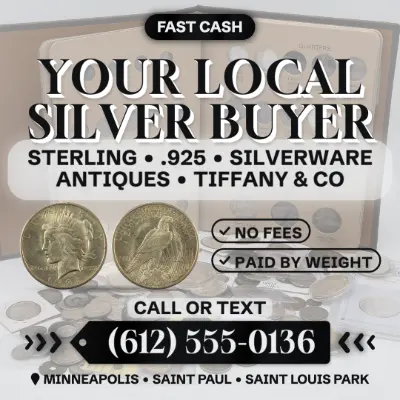 FAST CASH
YOUR LOCAL
SILVER BUYER
STERLING • .925 • SILVERWARE
ANTIQUES • TIFFANY & CO
NO FEES
PAID BY WEIGHT
CALL OR TEXT
(612) 555-0136
MINNEAPOLIS • SAINT PAUL • SAINT LOUIS PARK